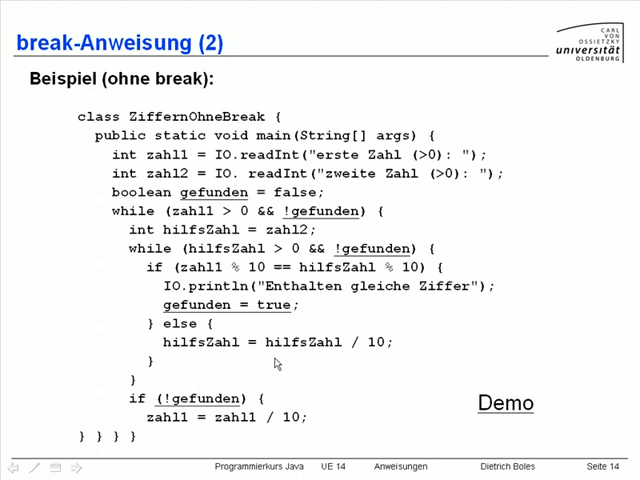 break-Anweisung (2)
CARL
VON
OSSIETZKY
universität
OLDENBURG
Beispiel (ohne break):
class ZiffernOhneBreak {
public static void main(String[] args) {
int zahl1 = IO.readInt("erste Zahl (>0): ");
int zahl2 = IO. readInt("zweite Zahl (>0): ");
boolean gefunden = false;
while (zahl1 > 0 && !gefunden) {
int hilfsZahl = zahl2;
while (hilfsZahl > 0 && !gefunden) {
if (zahl1 % 10 == hilfsZahl % 10) {
IO.println("Enthalten gleiche Ziffer");
gefunden = true;
} else {
hilfsZahl = hilfsZahl / 10;
}
}
if (!gefunden) {
zahl1 = zahl1 / 10;
} } } }
Demo
Programmierkurs Java UE 14 Anweisungen Dietrich Boles Seite 14